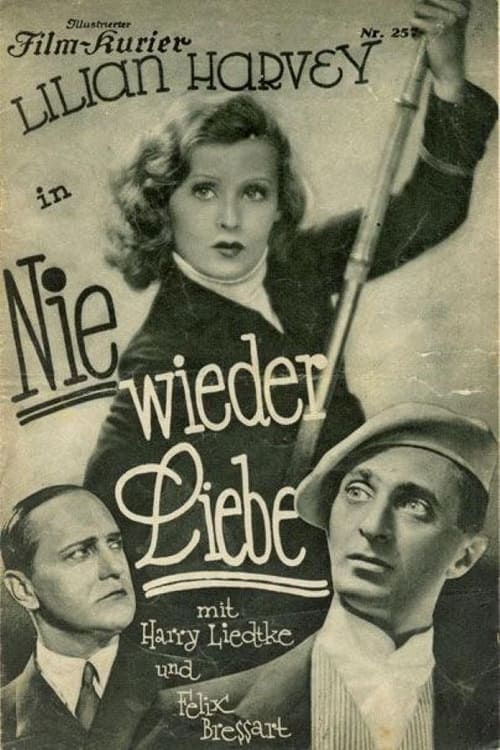 Illustrierter
Film-Kurier
Nr. 257
LILIAN HARVEY
in
Nie
wieder
Liebe
mit
Harry Liedtke
und
Felix
Bressart